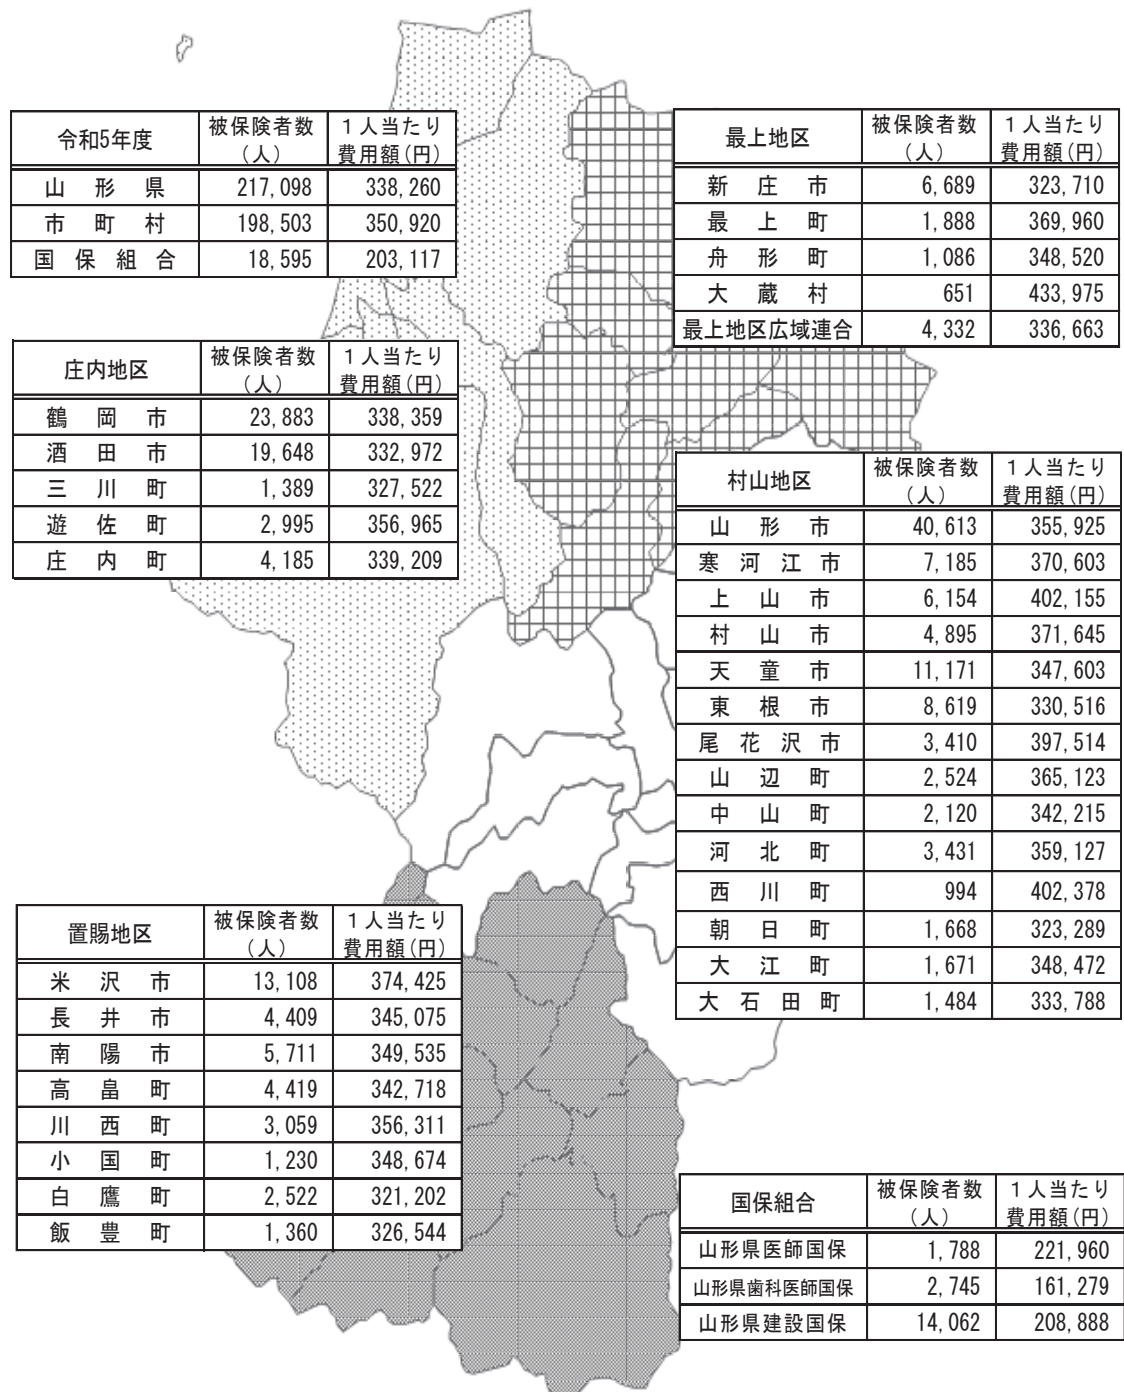 令和5年度 被保険者数(人) 1人当たり費用額(円)
山形県 217,098 338,260
市町村 198,503 350,920
国保組合 18,595 203,117
最上地区 被保険者数(人) 1人当たり費用額(円)
新庄市 6,689 323,710
最上町 1,888 369,960
舟形町 1,086 348,520
大蔵村 651 433,975
最上地区広域連合 4,332 336,663
庄内地区 被保険者数(人) 1人当たり費用額(円)
鶴岡市 23,883 338,359
酒田市 19,648 332,972
三川町 1,389 327,522
遊佐町 2,995 356,965
庄内町 4,185 339,209
村山地区 被保険者数(人) 1人当たり費用額(円)
山形市 40,613 355,925
寒河江市 7,185 370,603
上山市 6,154 402,155
村山市 4,895 371,645
天童市 11,171 347,603
東根市 8,619 330,516
尾花沢市 3,410 397,514
山辺町 2,524 365,123
中山町 2,120 342,215
河北町 3,431 359,127
西川町 994 402,378
朝日町 1,668 323,289
大江町 1,671 348,472
大石田町 1,484 333,788
置賜地区 被保険者数(人) 1人当たり費用額(円)
米沢市 13,108 374,425
長井市 4,409 345,075
南陽市 5,711 349,535
高畠町 4,419 342,718
川西町 3,059 356,311
小国町 1,230 348,674
白鷹町 2,522 321,202
飯豊町 1,360 326,544
国保組合 被保険者数(人) 1人当たり費用額(円)
山形県医師国保 1,788 221,960
山形県歯科医師国保 2,745 161,279
山形県建設国保 14,062 208,888